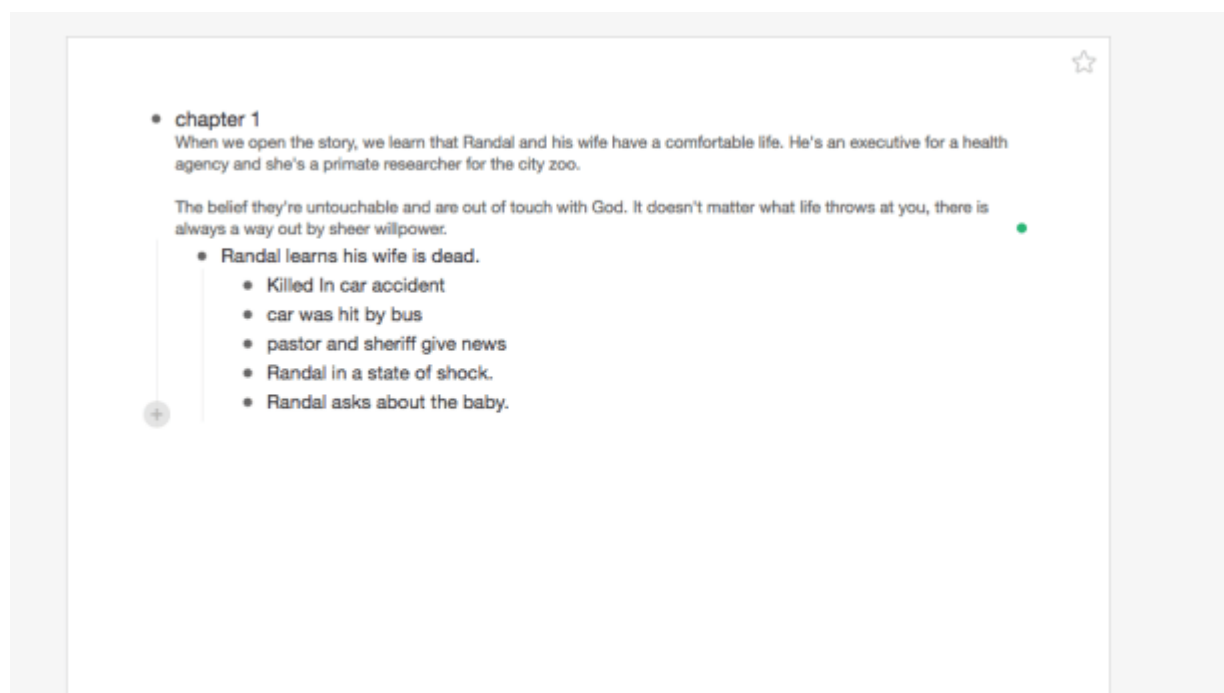 chapter 1
When we open the story, we learn that Randal and his wife have a comfortable life. He's an executive for a health
agency and she's a primate researcher for the city zoo.
The belief they're untouchable and are out of touch with God. It doesn't matter what life throws at you, there is
always a way out by sheer willpower.
Randal learns his wife is dead.
Killed In car accident
car was hit by bus
pastor and sheriff give news
Randal in a state of shock.
Randal asks about the baby.